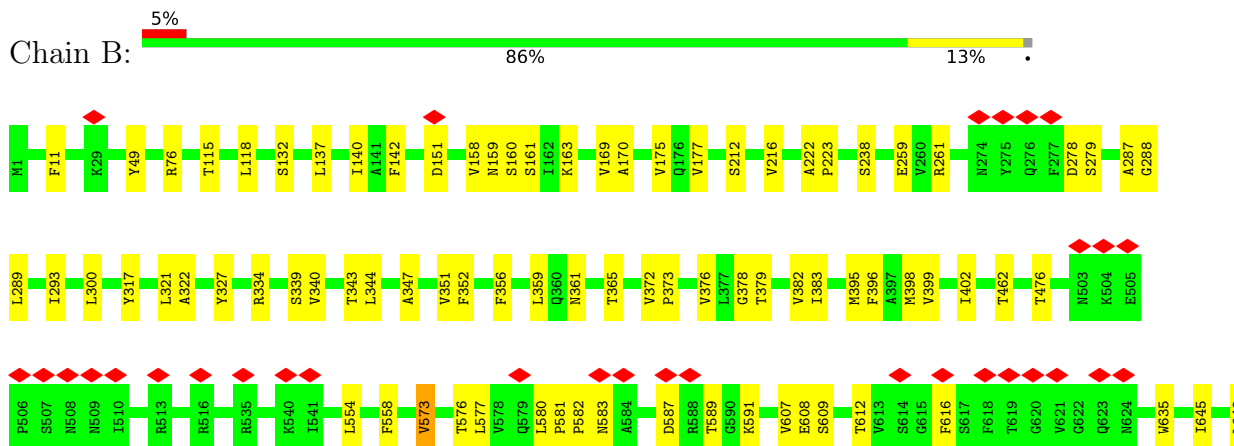 5%
Chain B:
86%
13%
.
M1 F11 K29 Y49 R76 T115 L118 S132 L137 I140 A141 F142 D151 V158 N159 S160 S161 I162 K163 V169 A170 V175 Q176 V177 S212 V216 A222 P223 S238 E259 V260 R261 N274 Y275 Q276 F277 D278 S279 A287 G288
L289 I293 L300 Y317 L321 A322 Y327 R334 S339 V340 T343 L344 A347 V351 F352 F356 L359 Q360 N361 T365 V372 P373 V376 L377 G378 T379 V382 I383 M395 F396 A397 M398 V399 I402 T462 T476 N503 K504 E505
P506 S507 N508 N509 I510 R513 R516 R535 K540 I541 L554 F558 V573 T576 L577 V578 Q579 L580 P581 P582 N583 A584 D587 R588 T589 G590 K591 V607 E608 S609 T612 V613 S614 G615 F616 S617 F618 T619 G620 V621 G622 Q623 N624 W635 I645